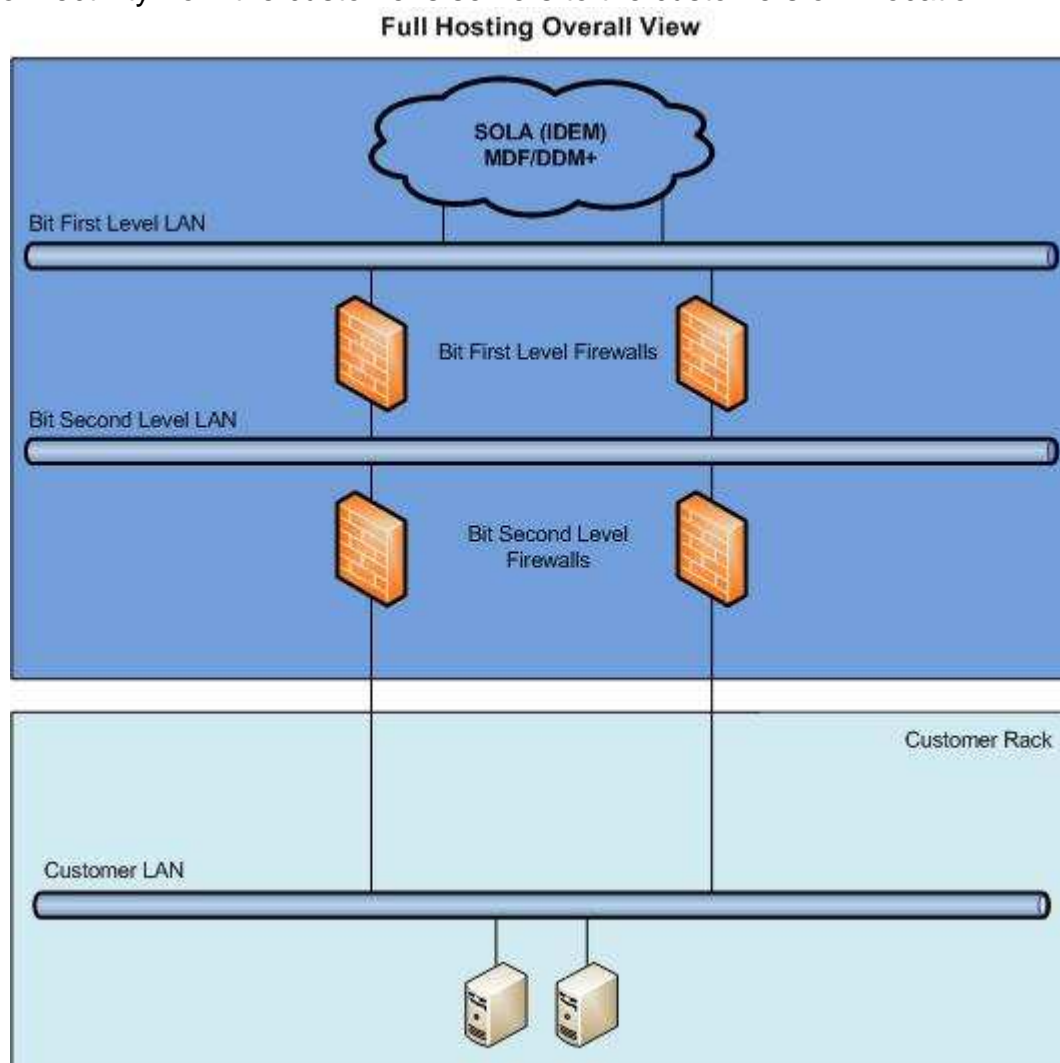 Full Hosting Overall View
SOLA (IDEM)
MDF/DDM+
Bit First Level LAN
Bit First Level Firewalls
Bit Second Level LAN
Bit Second Level
Firewalls
Customer Rack
Customer LAN